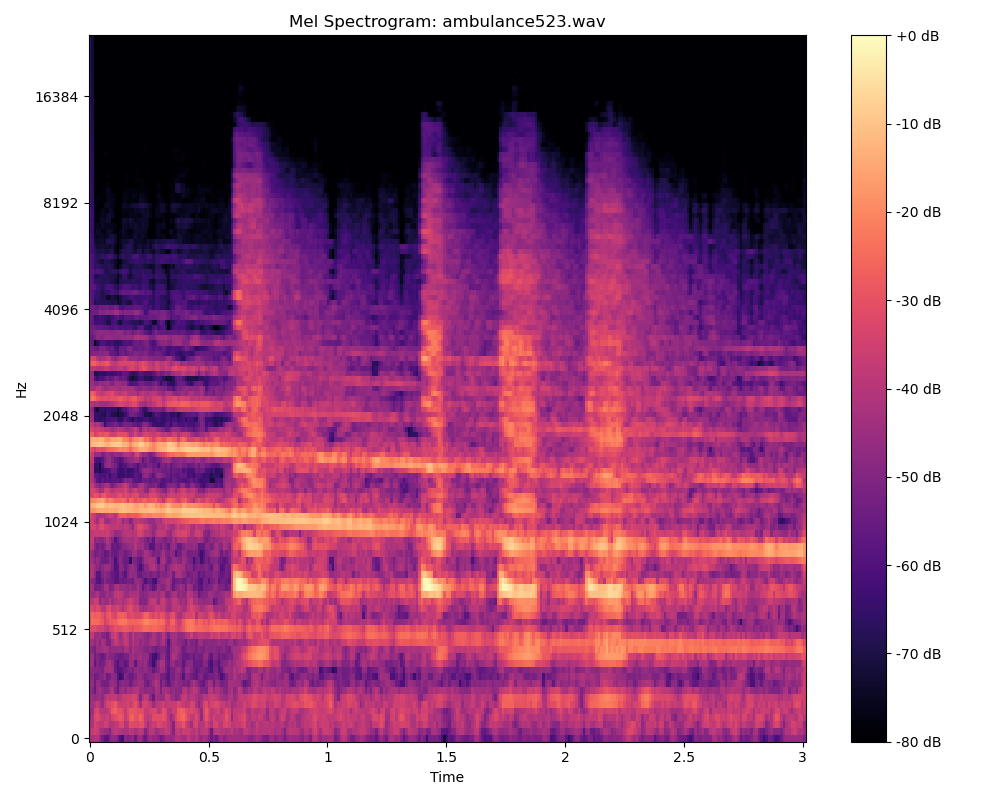 Mel Spectrogram: ambulance523.wav
+0 dB
16384
-10 dB
8192
-20 dB
-30 dB
4096
Hz
-40 dB
2048
-50 dB
1024
-60 dB
512
-70 dB
0
-80 dB
0 0.5 1 1.5 2 2.5 3
Time